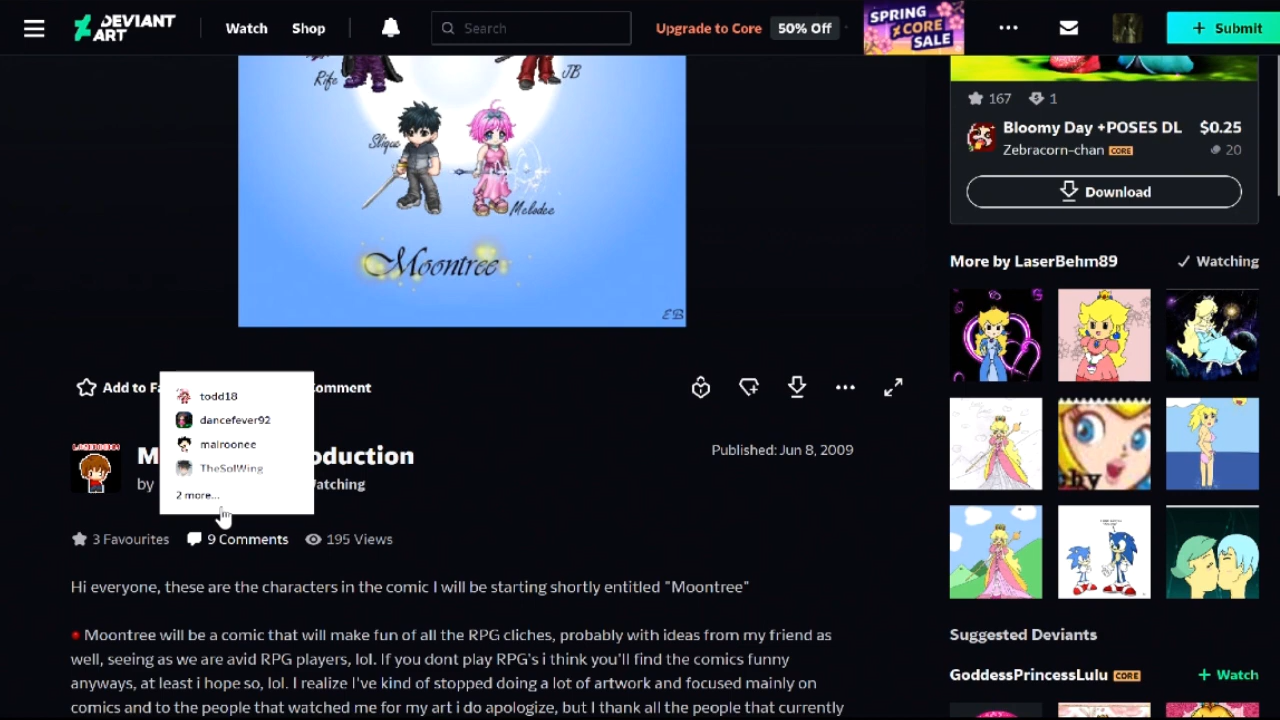 DEVIANT ART
Watch
Shop
Search
Upgrade to Core
50% Off
SPRING CORE SALE
+ Submit
Rife
JB
Slique
Melodee
Moontree
EB
167
1
Bloomy Day +POSES DL
$0.25
Zebracorn-chan CORE
20
Download
More by LaserBehm89
Watching
Add to Fa
omment
todd18
dancefever92
malroonee
TheSolWing
2 more...
M
oduction
by
atching
Published: Jun 8, 2009
3 Favourites
9 Comments
195 Views
Hi everyone, these are the characters in the comic I will be starting shortly entitled "Moontree"
Moontree will be a comic that will make fun of all the RPG cliches, probably with ideas from my friend as
well, seeing as we are avid RPG players, lol. If you dont play RPG's i think you'll find the comics funny
anyways, at least i hope so, lol. I realize I've kind of stopped doing a lot of artwork and focused mainly on
comics and to the people that watched me for my art i do apologize, but I thank all the people that currently
Suggested Deviants
GoddessPrincessLulu CORE
+ Watch